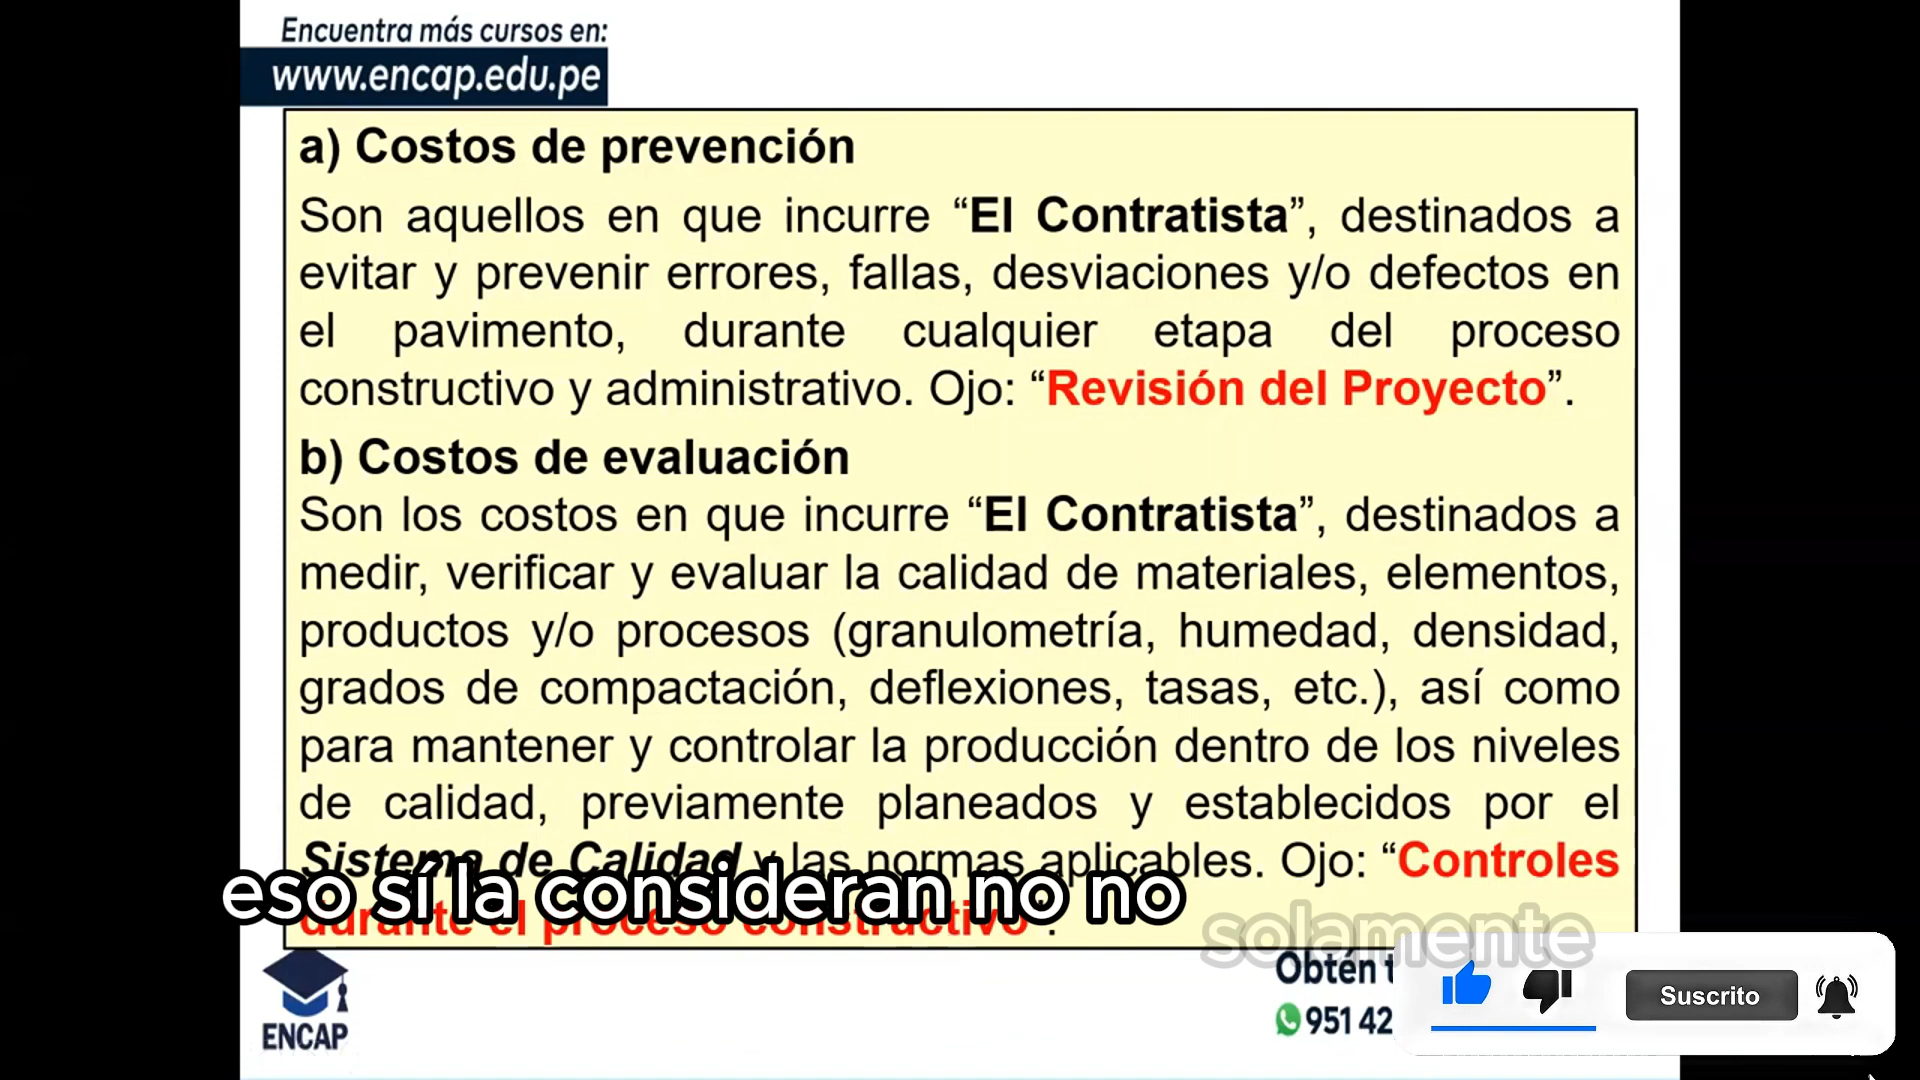 Encuentra más cursos en:
www.encap.edu.pe
a) Costos de prevención
Son aquellos en que incurre “El Contratista”, destinados a
evitar y prevenir errores, fallas, desviaciones y/o defectos en
el pavimento, durante cualquier etapa del proceso
constructivo y administrativo. Ojo: “Revisión del Proyecto”.
b) Costos de evaluación
Son los costos en que incurre “El Contratista”, destinados a
medir, verificar y evaluar la calidad de materiales, elementos,
productos y/o procesos (granulometría, humedad, densidad,
grados de compactación, deflexiones, tasas, etc.), así como
para mantener y controlar la producción dentro de los niveles
de calidad, previamente planeados y establecidos por el
Sistema de Calidad y las normas aplicables. Ojo: “Controles
durante el proceso constructivo”.
eso sí la consideran no no
solamente
ENCAP
Obtén t
951 42
Suscrito